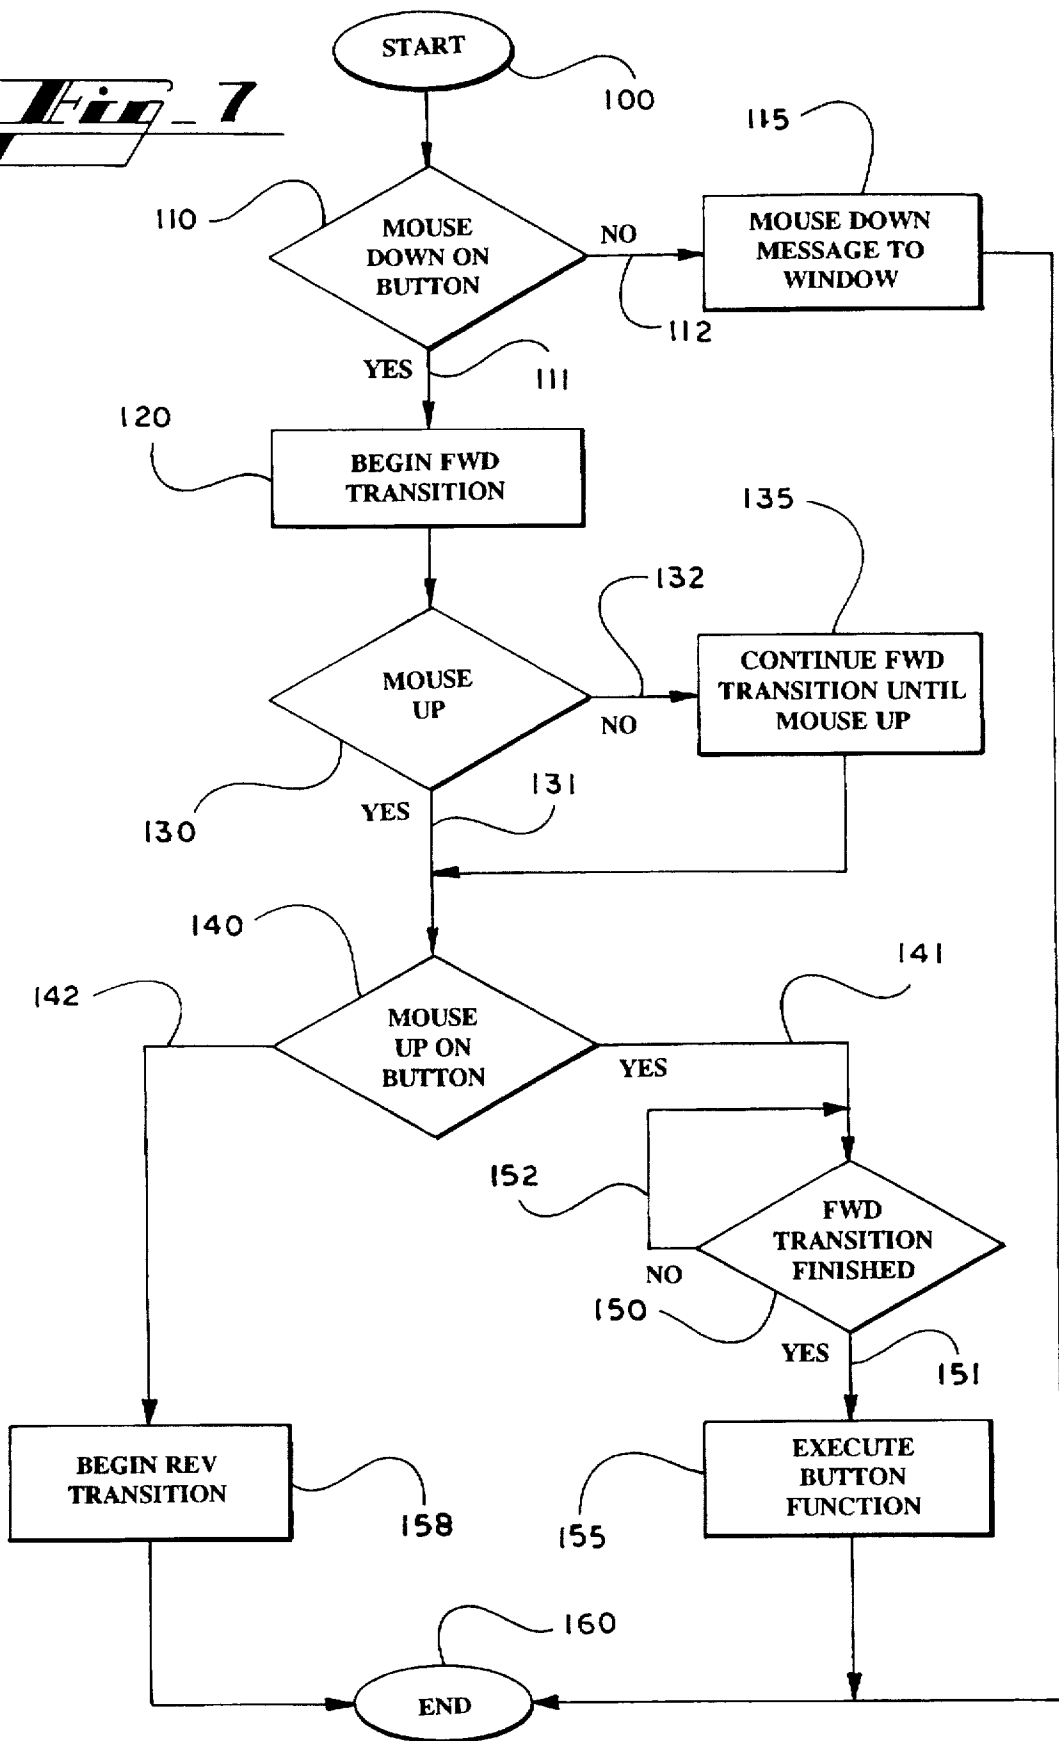 START
Fig_7
100
115
110
MOUSE
DOWN ON
BUTTON
NO
MOUSE DOWN
MESSAGE TO
WINDOW
112
YES
111
120
BEGIN FWD
TRANSITION
135
132
MOUSE
UP
NO
CONTINUE FWD
TRANSITION UNTIL
MOUSE UP
130
YES
131
140
141
142
MOUSE
UP ON
BUTTON
YES
152
FWD
TRANSITION
FINISHED
NO
150
YES
151
BEGIN REV
TRANSITION
158
EXECUTE
BUTTON
FUNCTION
155
160
END